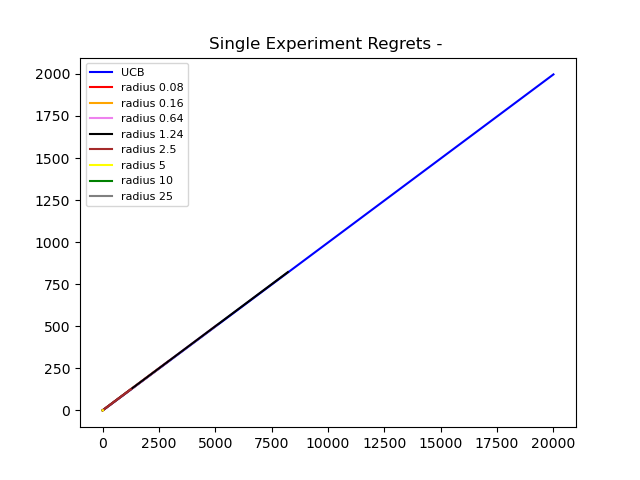 Single Experiment Regrets -
2000
1750
1500
1250
1000
750
500
250
0
UCB
radius 0.08
radius 0.16
radius 0.64
radius 1.24
radius 2.5
radius 5
radius 10
radius 25
0 2500 5000 7500 10000 12500 15000 17500 20000